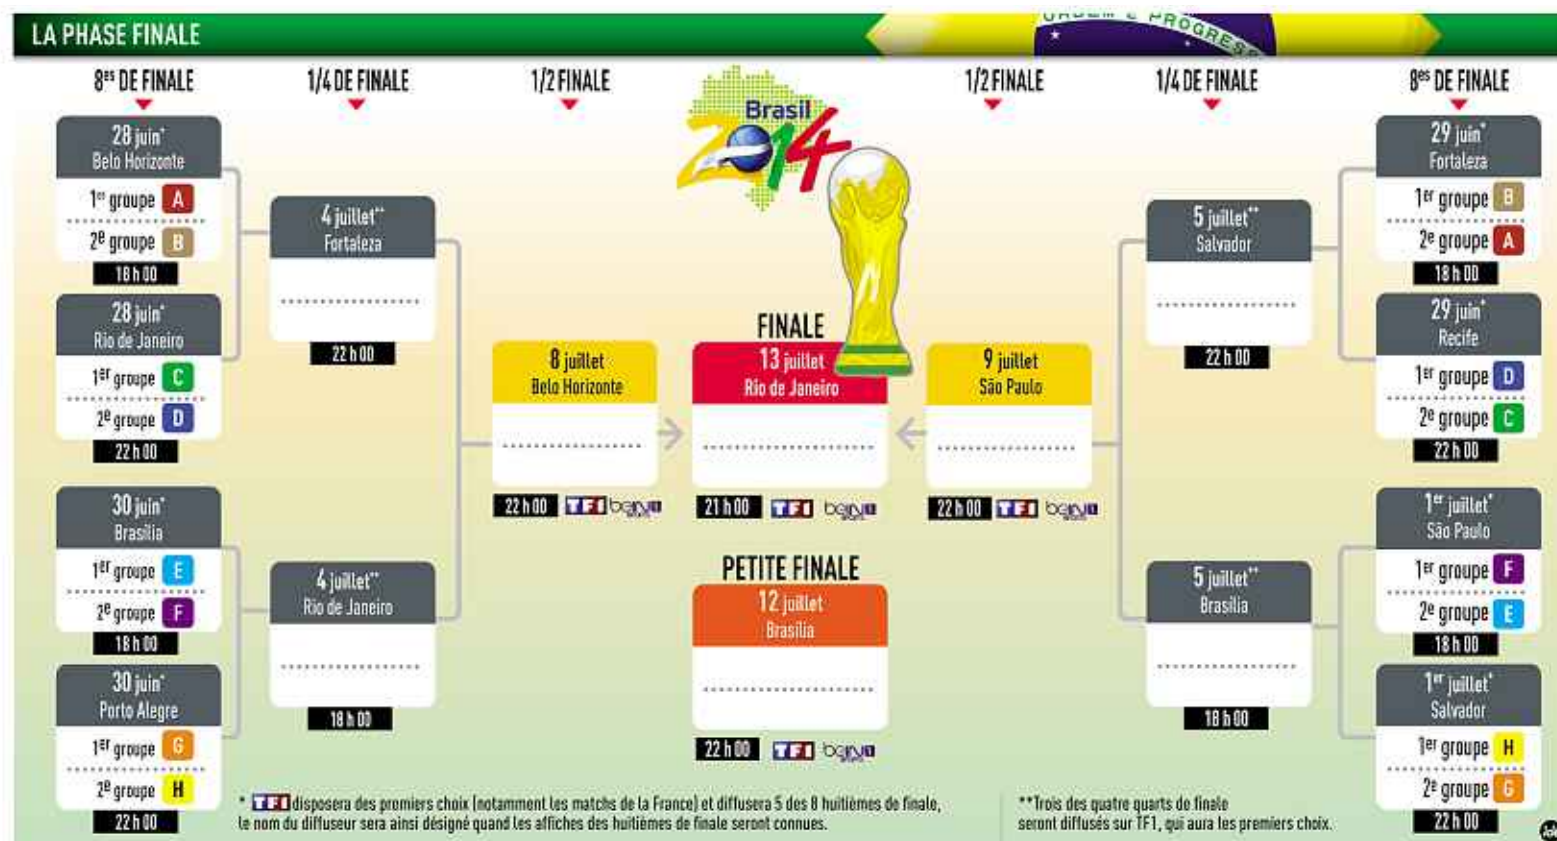 LA PHASE FINALE
ORDEM E PROGRESS
8es DE FINALE
1/4 DE FINALE
1/2 FINALE
1/2 FINALE
1/4 DE FINALE
8es DE FINALE
Brasil
2014
28 juin*
Belo Horizonte
1er groupe A
2e groupe B
18 h 00
28 juin*
Rio de Janeiro
1er groupe C
2e groupe D
22 h 00
30 juin*
Brasilia
1er groupe E
2e groupe F
18 h 00
30 juin*
Porto Alegre
1er groupe G
2e groupe H
22 h 00
4 juillet**
Fortaleza
22 h 00
4 juillet**
Rio de Janeiro
18 h 00
8 juillet
Belo Horizonte
22 h 00 TF1 beIN 1
FINALE
13 juillet
Rio de Janeiro
21 h 00 TF1 beIN 1
PETITE FINALE
12 juillet
Brasilia
22 h 00 TF1 beIN 1
9 juillet
São Paulo
22 h 00 TF1 beIN 1
5 juillet**
Salvador
22 h 00
5 juillet**
Brasilia
18 h 00
29 juin*
Fortaleza
1er groupe B
2e groupe A
18 h 00
29 juin*
Recife
1er groupe D
2e groupe C
22 h 00
1er juillet*
São Paulo
1er groupe F
2e groupe E
18 h 00
1er juillet*
Salvador
1er groupe H
2e groupe G
22 h 00
* TF1 disposera des premiers choix (notamment les matchs de la France) et diffusera 5 des 8 huitièmes de finale,
le nom du diffuseur sera ainsi désigné quand les affiches des huitièmes de finale seront connues.
**Trois des quatre quarts de finale
seront diffusés sur TF1, qui aura les premiers choix.